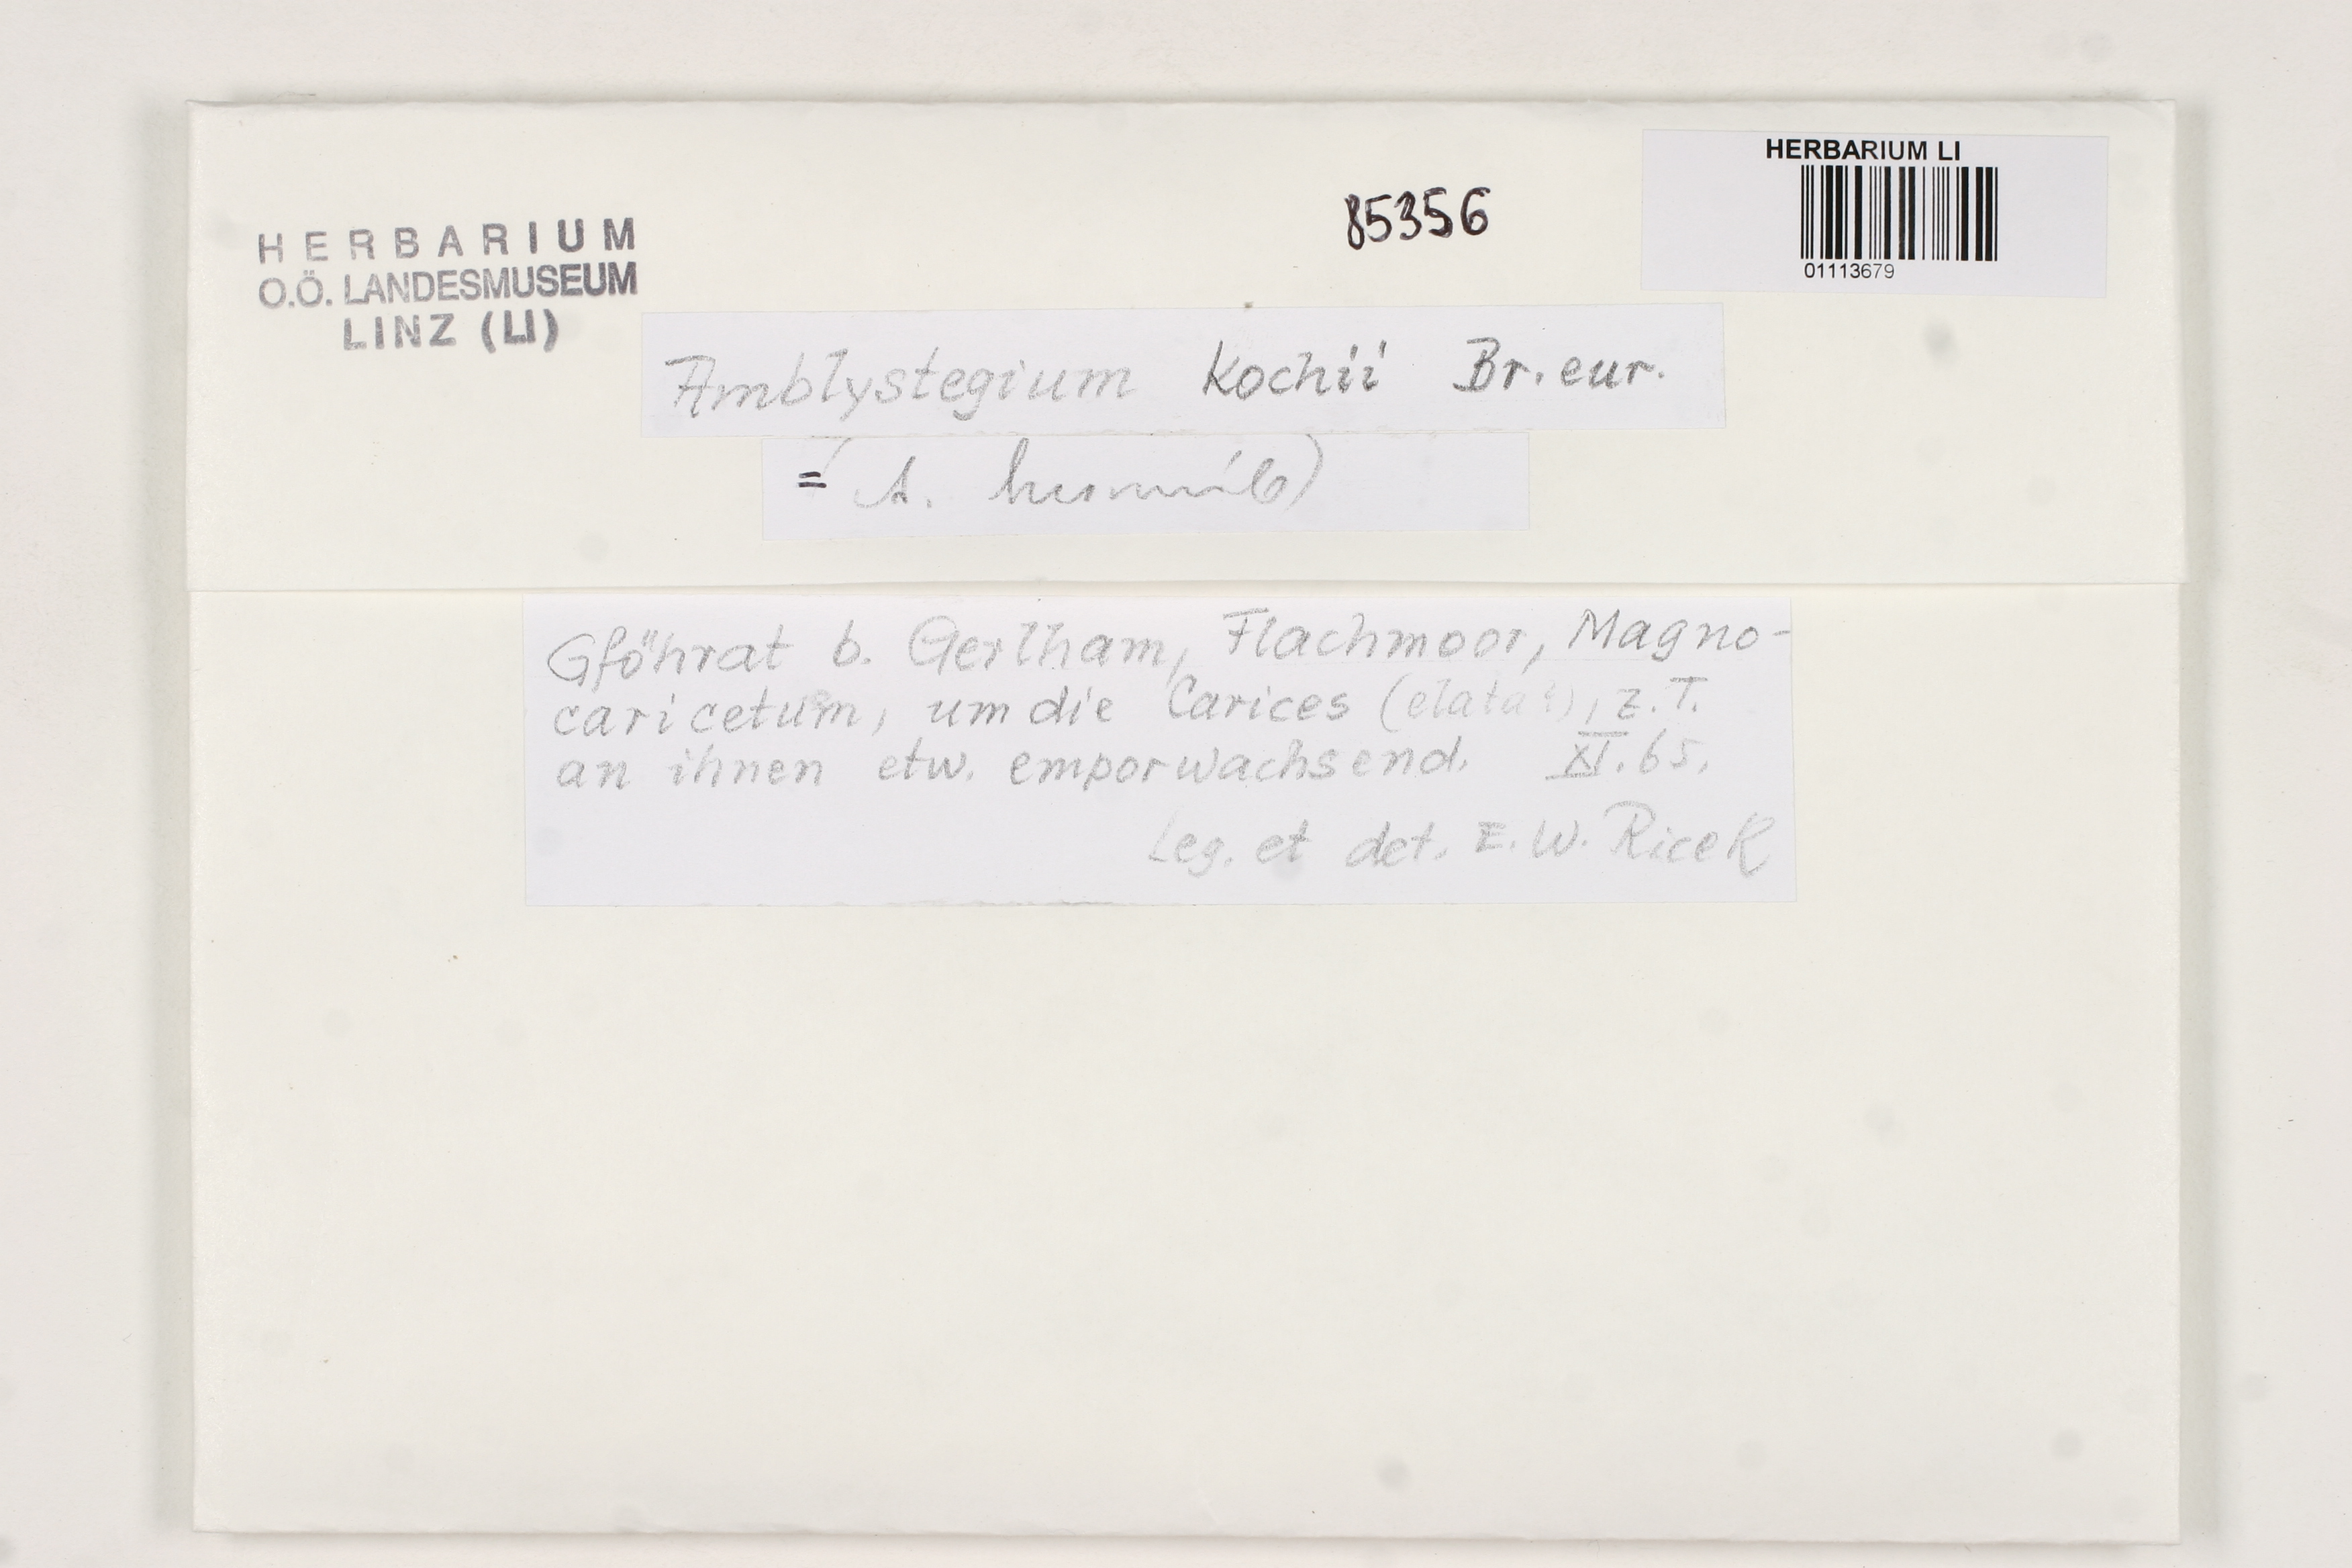 HERBARIUM
O.Ö. LANDESMUSEUM
LINZ (LI)
85356
HERBARIUM LI
01113679
Amblystegium Kochii Br. eur.
= (A. humile)
Gföhrat b. Gerlham, Flachmoor, Magno-
caricetum, um die Carices (elata?), z.T.
an ihnen etw. emporwachsend. XI.65.
Leg. et det. E. W. Ricek